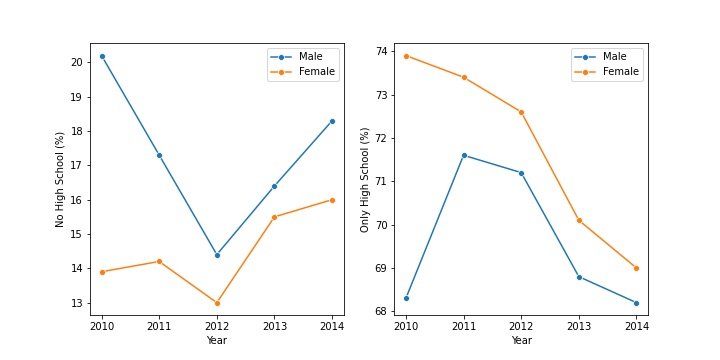 No High School (%)
20
19
18
17
16
15
14
13
2010 2011 2012 2013 2014
Year
Male
Female
Only High School (%)
74
73
72
71
70
69
68
2010 2011 2012 2013 2014
Year
Male
Female